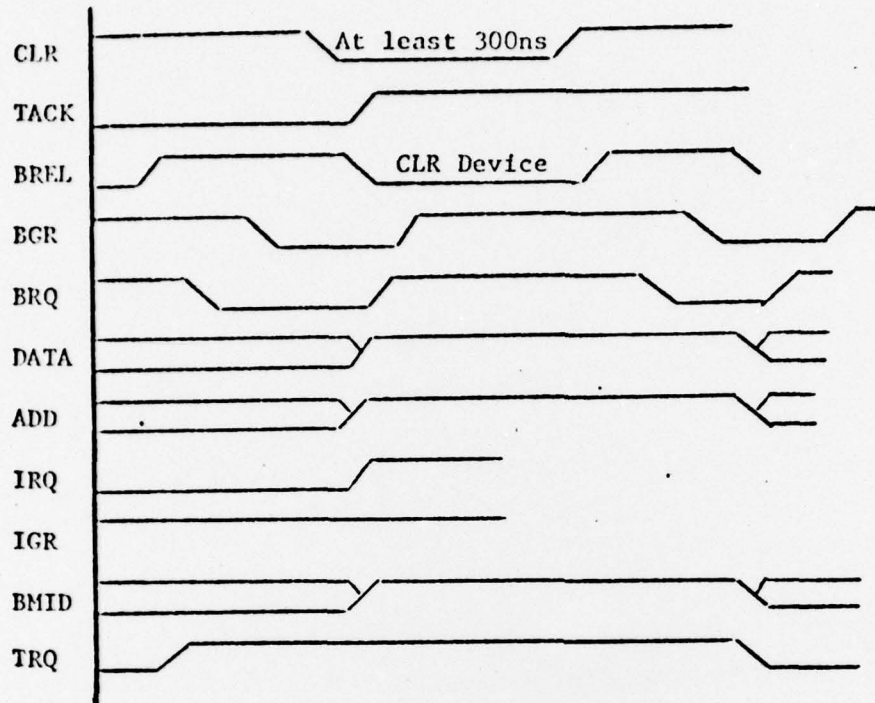 CLR At least 300ns
TACK
BREL CLR Device
BGR
BRQ
DATA
ADD
IRQ
IGR
BMID
TRQ